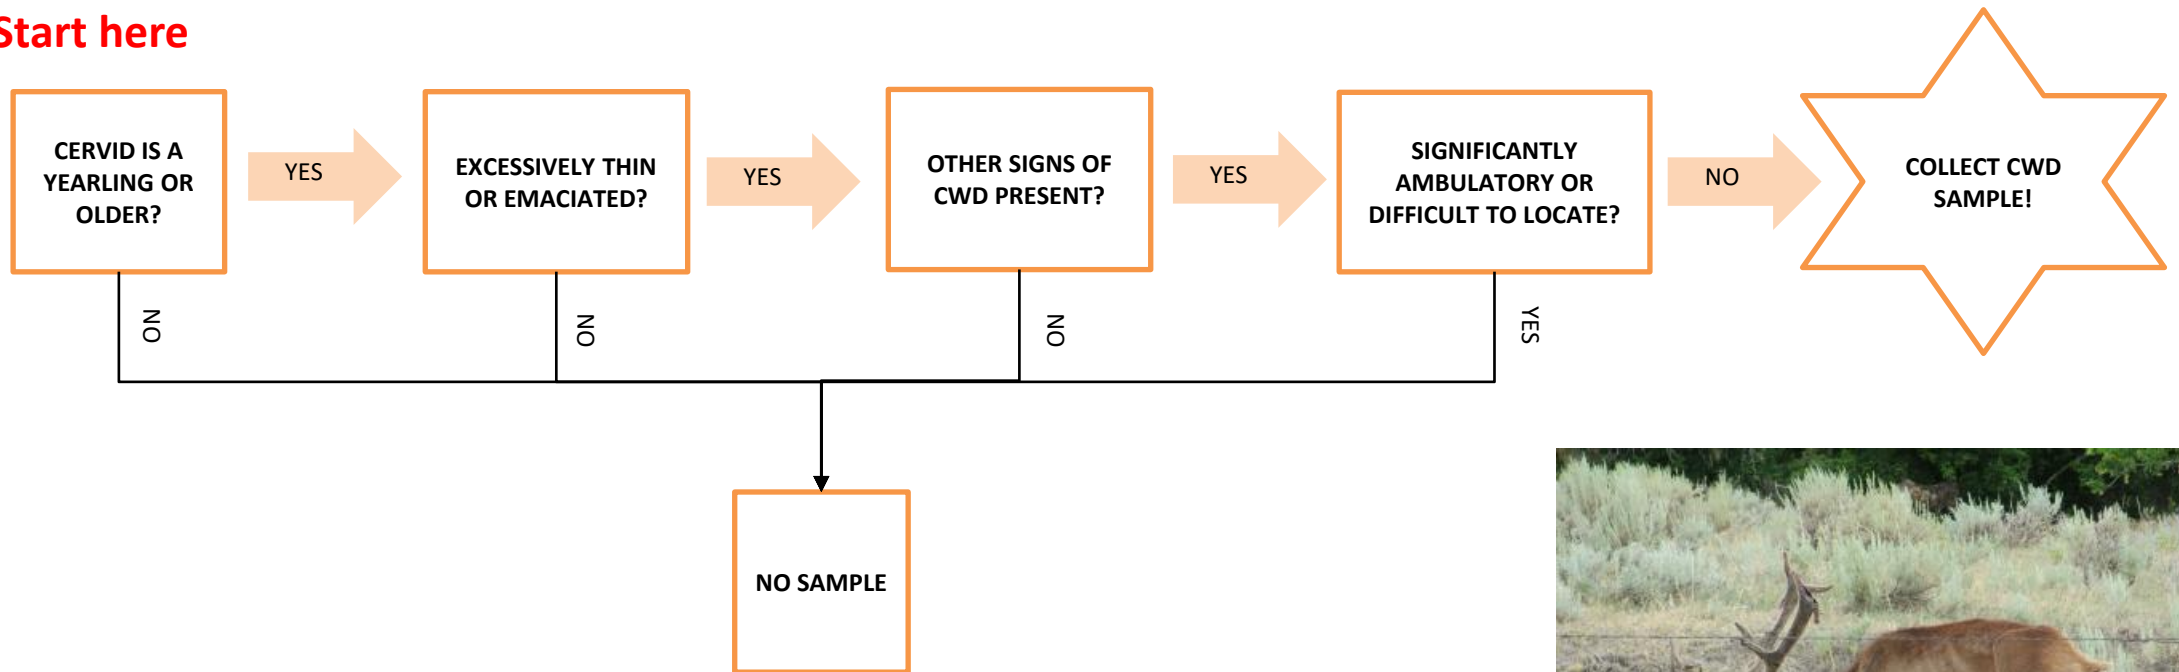 Start here
CERVID IS A
YEARLING OR
OLDER?
YES
EXCESSIVELY THIN
OR EMACIATED?
YES
OTHER SIGNS OF
CWD PRESENT?
YES
SIGNIFICANTLY
AMBULATORY OR
DIFFICULT TO LOCATE?
NO
COLLECT CWD
SAMPLE!
NO
NO
NO
YES
NO SAMPLE